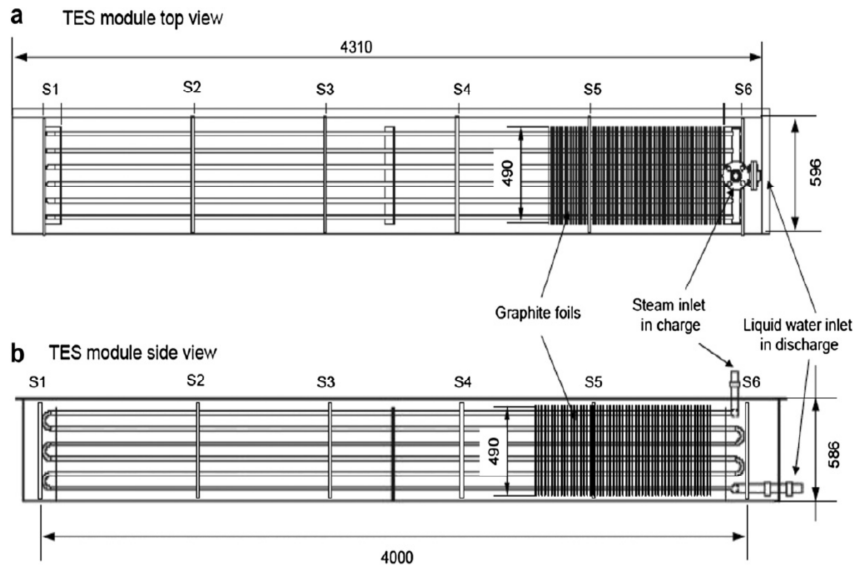 a TES module top view
4310
S1 S2 S3 S4 S5 S6
490
596
Graphite foils
Steam inlet
in charge
Liquid water inlet
in discharge
b TES module side view
S1 S2 S3 S4 S5 S6
490
586
4000